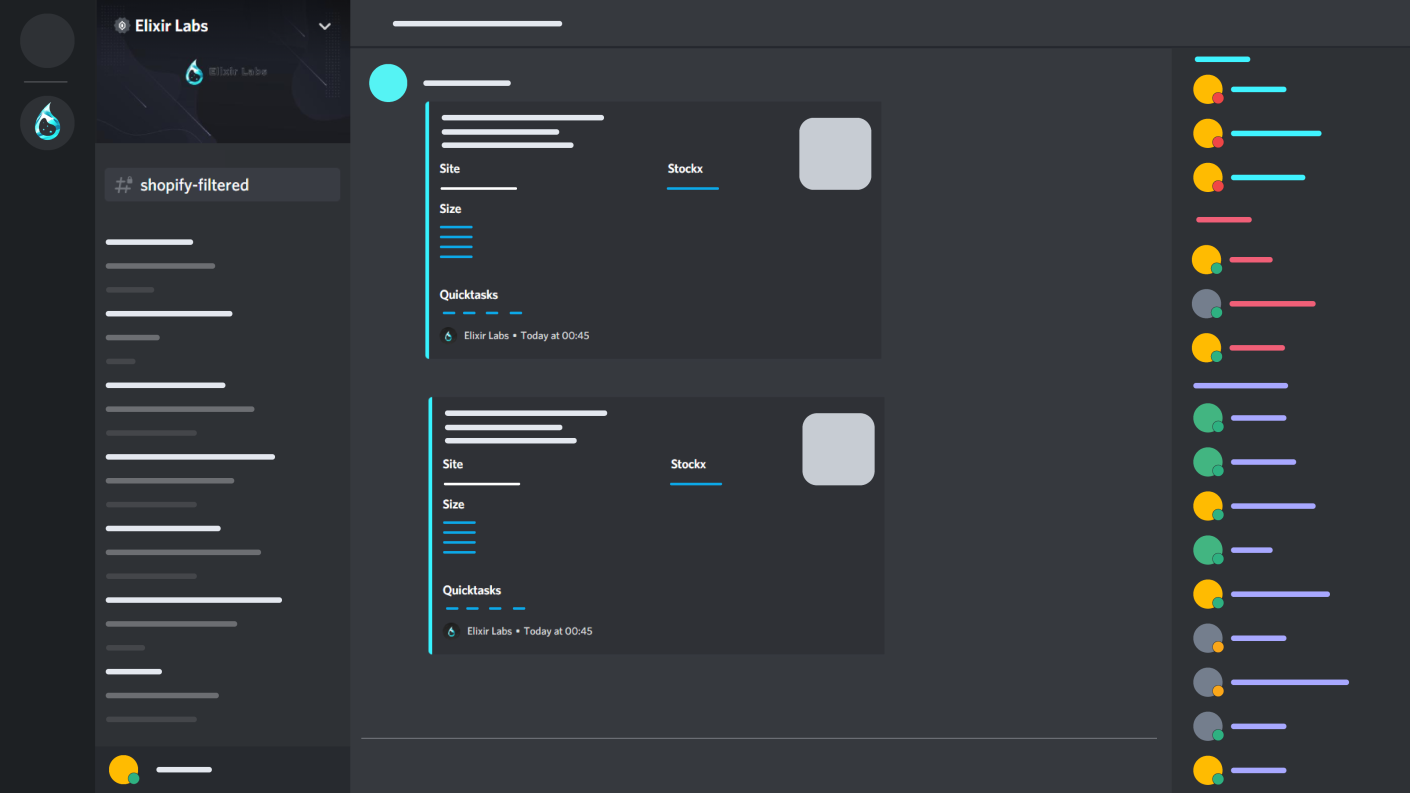 Elixir Labs
Elixir Labs
shopify-filtered
Site
Stockx
Size
Quicktasks
Elixir Labs • Today at 00:45
Site
Stockx
Size
Quicktasks
Elixir Labs • Today at 00:45